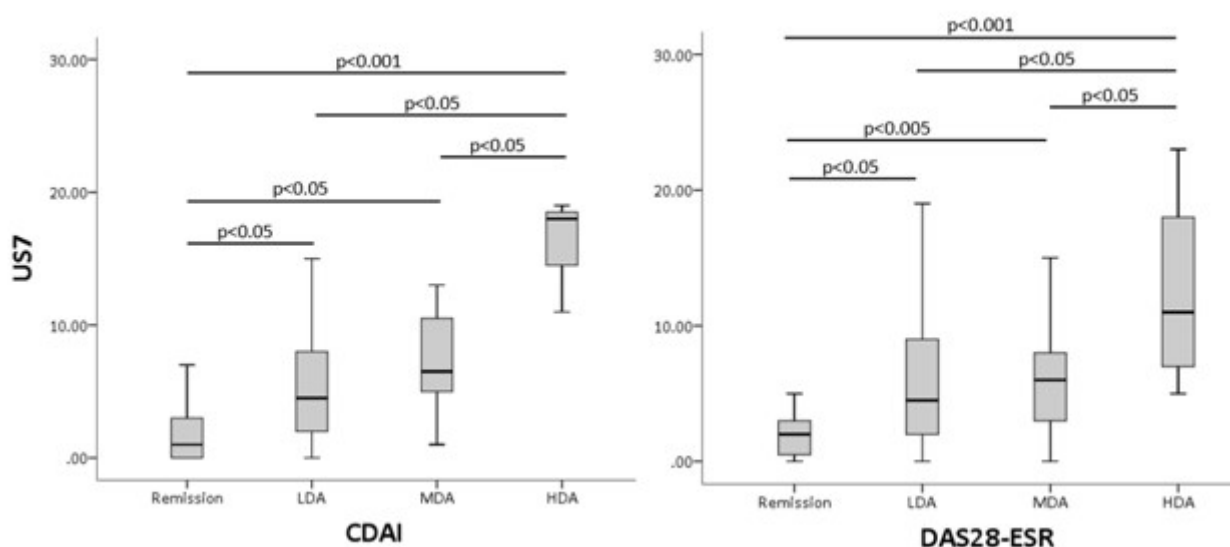 30.00
p<0.001
p<0.05
p<0.05
20.00
p<0.05
p<0.05
US7
10.00
.00
Remission LDA MDA HDA
CDAI
p<0.001
30.00
p<0.05
p<0.05
p<0.005
p<0.05
20.00
10.00
.00
Remission LDA MDA HDA
DAS28-ESR